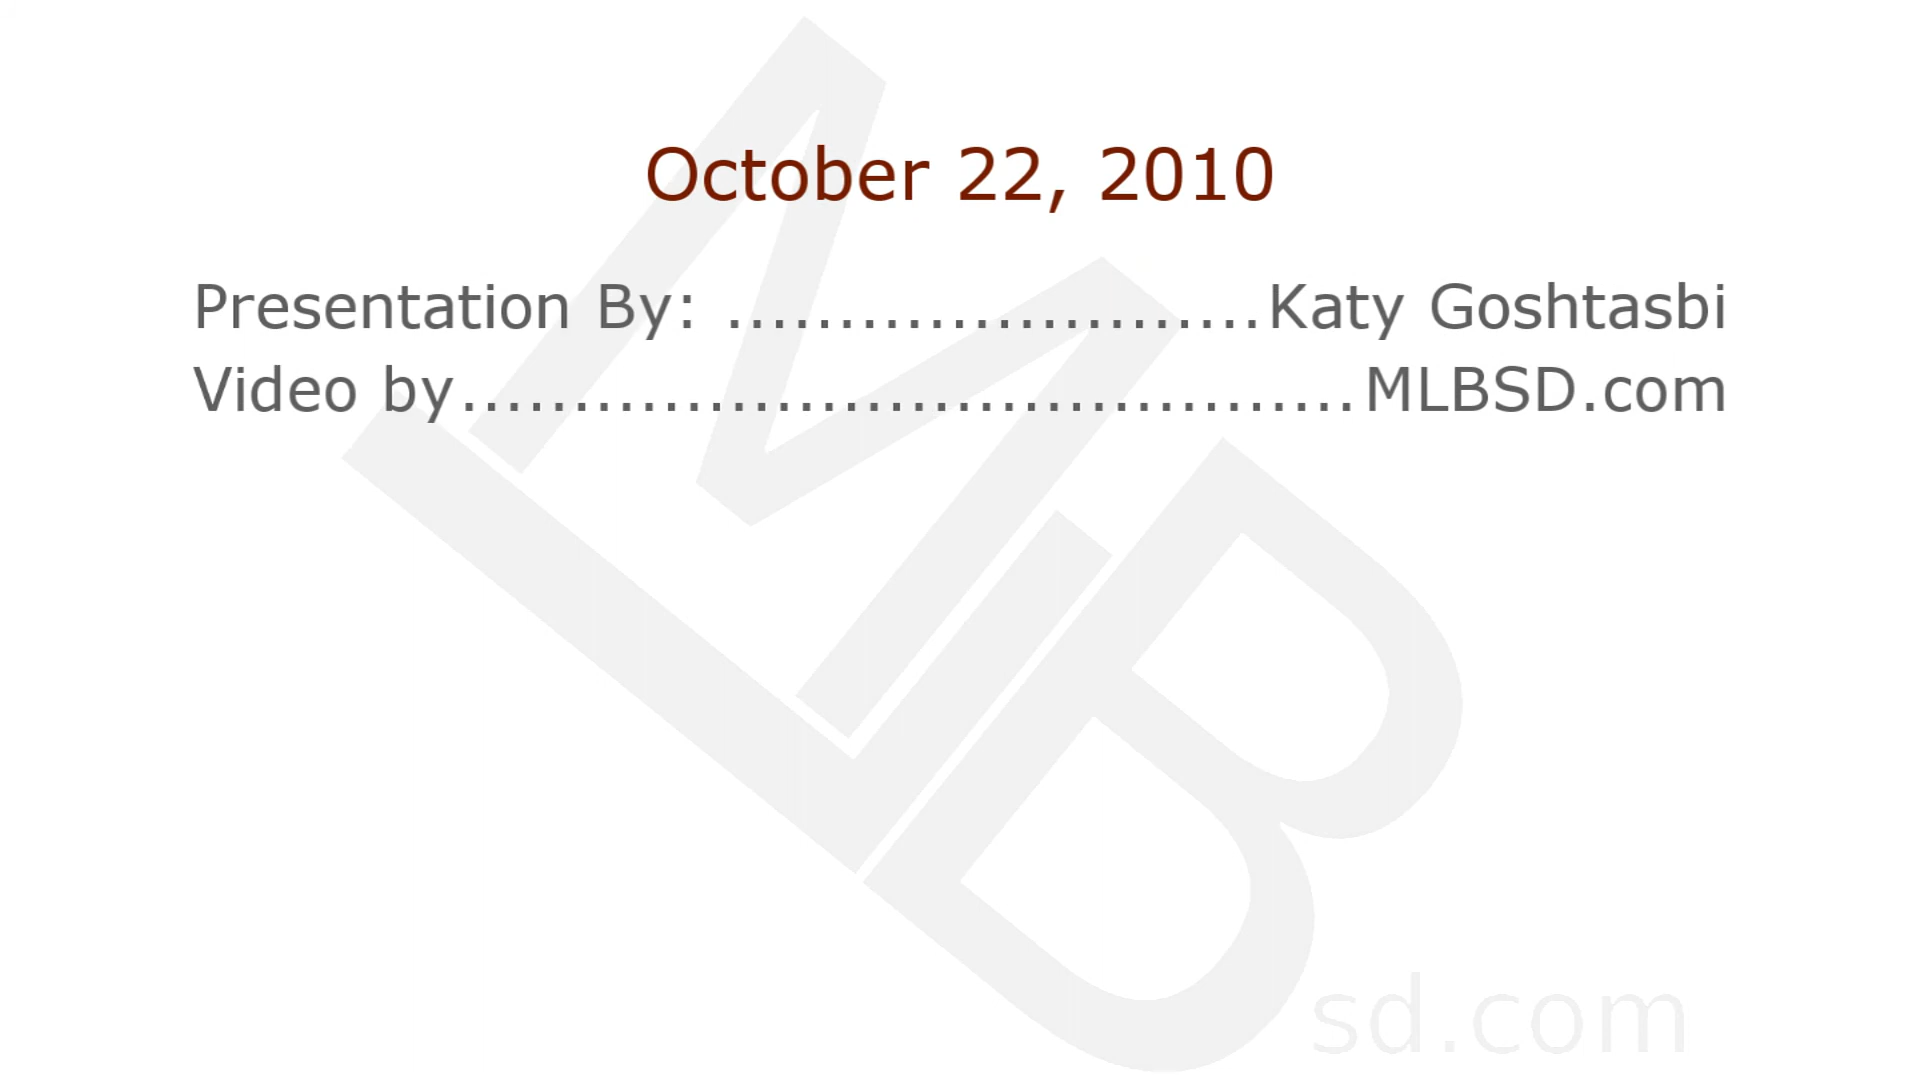 October 22, 2010
Presentation By: ........................Katy Goshtasbi
Video by........................................MLBSD.com
MLB
sd.com